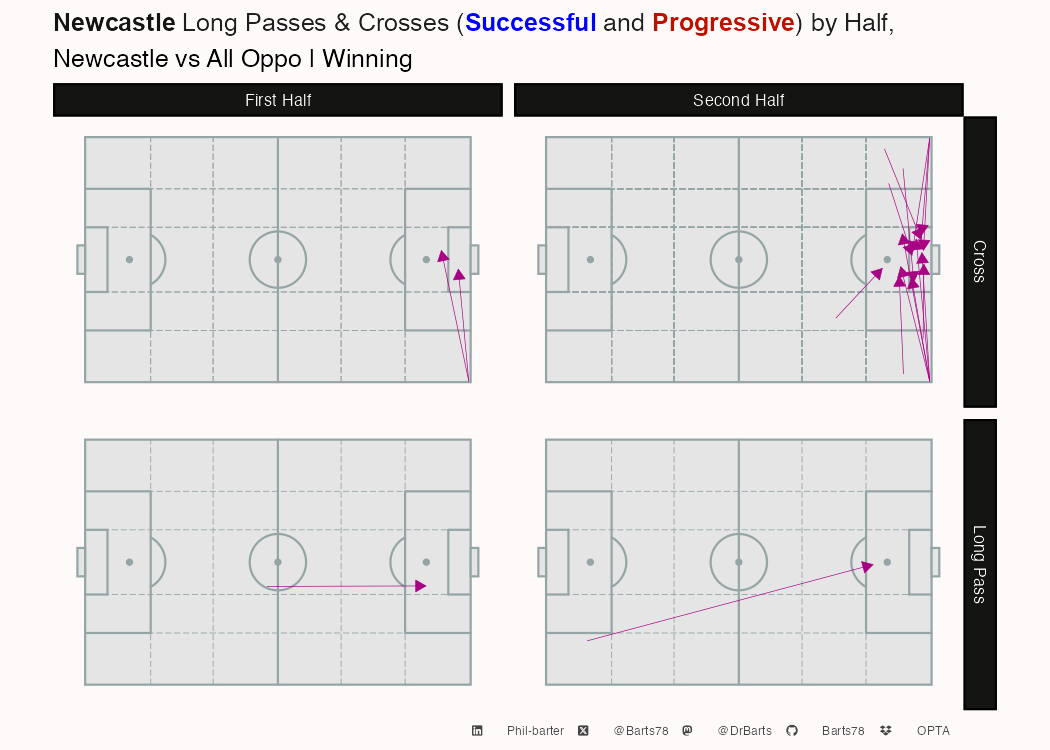 Newcastle Long Passes & Crosses (Successful and Progressive) by Half,
Newcastle vs All Oppo | Winning
First Half
Second Half
Cross
Long Pass
Phil-barter @Barts78 @DrBarts Barts78 OPTA